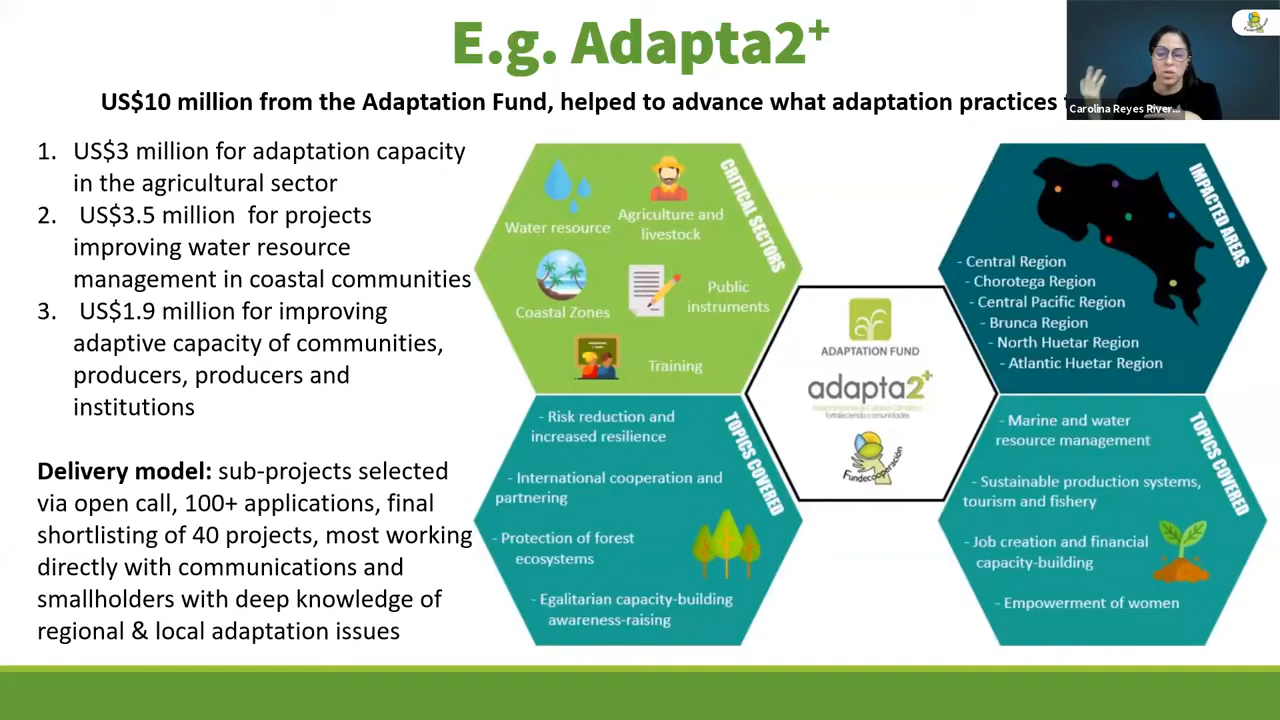 E.g. Adapta2+
US$10 million from the Adaptation Fund, helped to advance what adaptation practices
Carolina Reyes River...
1. US$3 million for adaptation capacity
in the agricultural sector
2. US$3.5 million for projects
improving water resource
management in coastal communities
3. US$1.9 million for improving
adaptive capacity of communities,
producers, producers and
institutions
Delivery model: sub-projects selected
via open call, 100+ applications, final
shortlisting of 40 projects, most working
directly with communications and
smallholders with deep knowledge of
regional & local adaptation issues
CRITICAL SECTORS
Water resource
Agriculture and
livestock
Coastal Zones
Public
instruments
Training
IMPACTED AREAS
- Central Region
- Chorotega Region
- Central Pacific Region
- Brunca Region
- North Huetar Region
- Atlantic Huetar Region
ADAPTATION FUND
adapta2+
fortaleciendo comunidades
Fundecooperación
TOPICS COVERED
- Risk reduction and
increased resilience
- International cooperation and
partnering
- Protection of forest
ecosystems
- Egalitarian capacity-building
awareness-raising
TOPICS COVERED
- Marine and water
resource management
- Sustainable production systems,
tourism and fishery
- Job creation and financial
capacity-building
- Empowerment of women